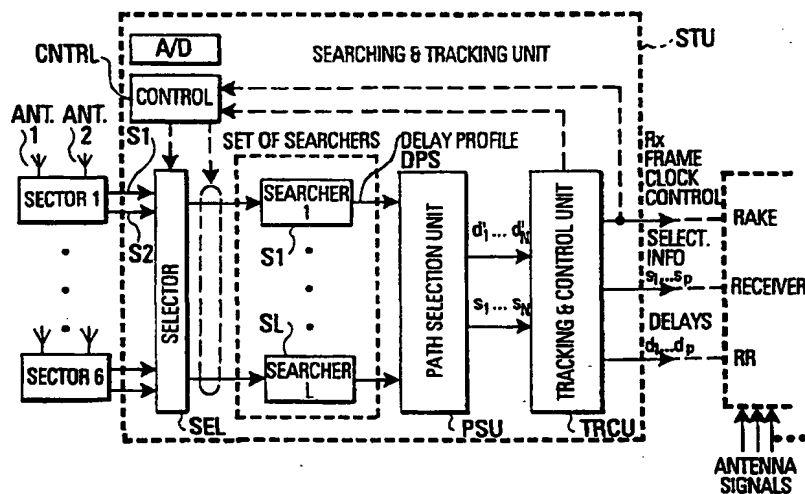 A/D
SEARCHING & TRACKING UNIT
STU
CNTRL
CONTROL
ANT.
1
ANT.
2
S1
SET OF SEARCHERS
DELAY PROFILE
DPS
Rx
FRAME
CLOCK
CONTROL
SECTOR 1
S2
SELECTOR
SEARCHER
1
S1
PATH SELECTION UNIT
d'1 ... d'N
s1 ... sN
TRACKING & CONTROL UNIT
RAKE
SELECT.
INFO
s1...sp
RECEIVER
SL
SEARCHER
L
DELAYS
d1...dp
RR
SECTOR 6
SEL
PSU
TRCU
ANTENNA
SIGNALS